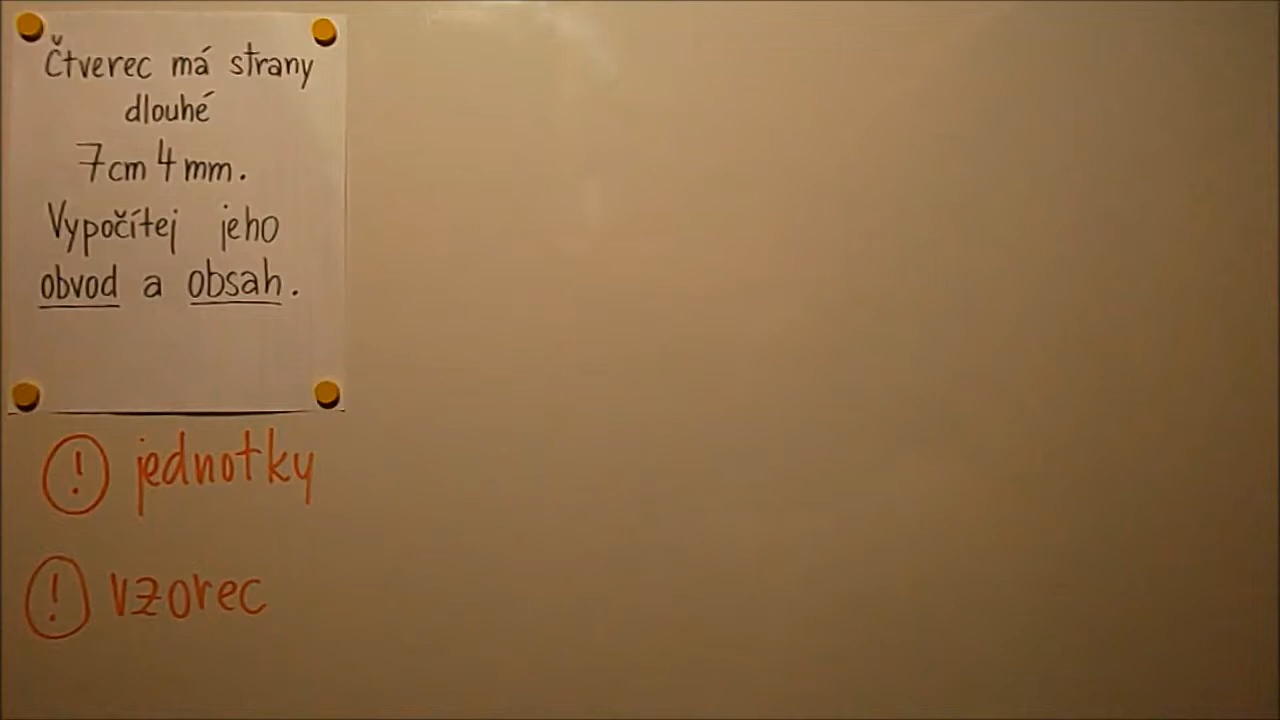 Čtverec má strany
dlouhé
7cm 4mm.
Vypočítej jeho
obvod a obsah.
! jednotky
! vzorec